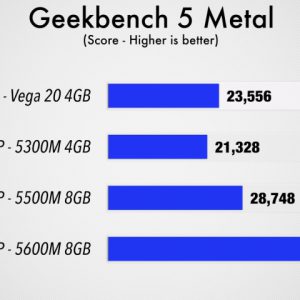 Geekbench 5 Metal
(Score - Higher is better)
- Vega 20 4GB 23,556
P - 5300M 4GB 21,328
P - 5500M 8GB 28,748
P - 5600M 8GB